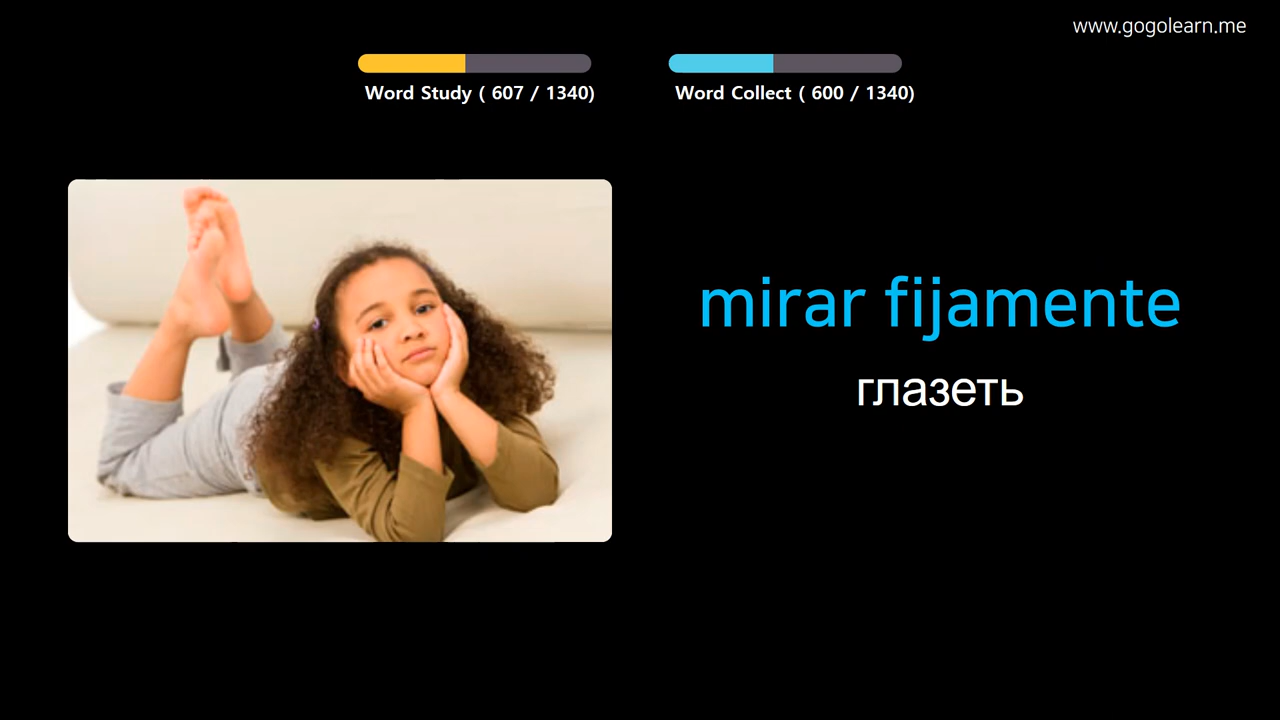 www.gogolearn.me
Word Study ( 607 / 1340)
Word Collect ( 600 / 1340)
mirar fijamente
глазеть